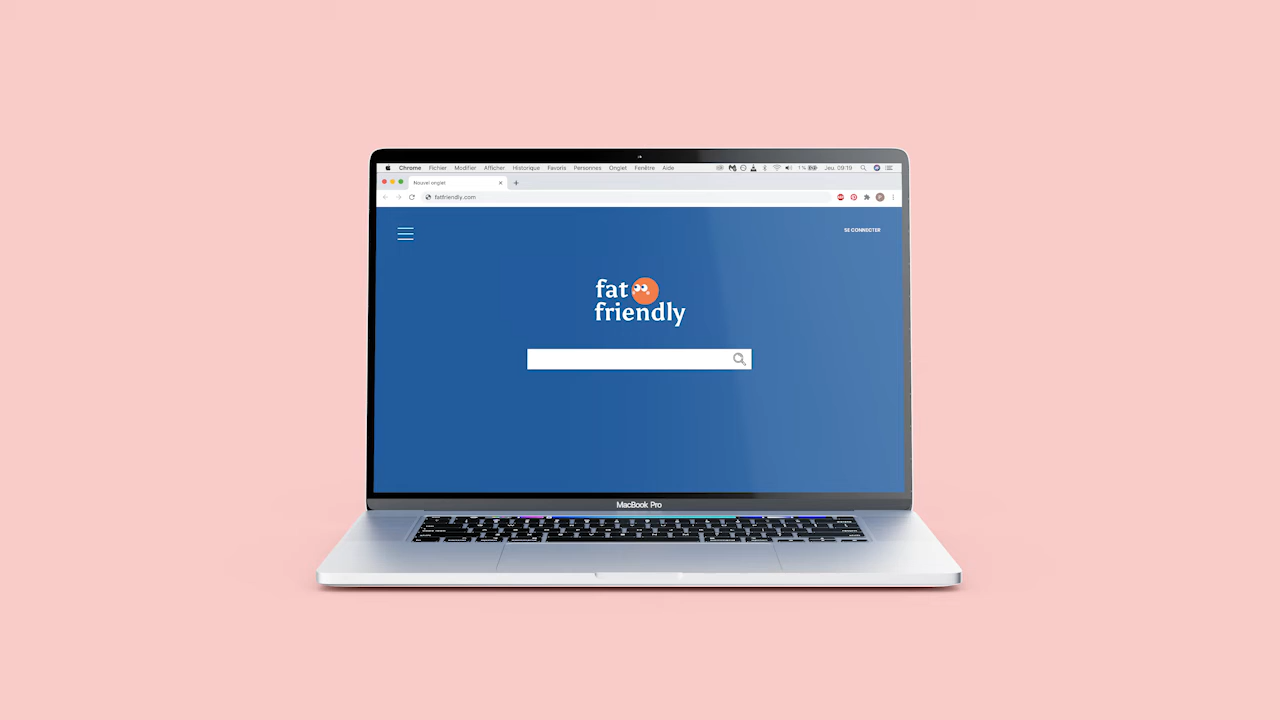 Chrome Fichier Modifier Afficher Historique Favoris Personnes Onglet Fenêtre Aide 1 % Jeu. 09:19
Nouvel onglet
fatfriendly.com
SE CONNECTER
fat
friendly
MacBook Pro